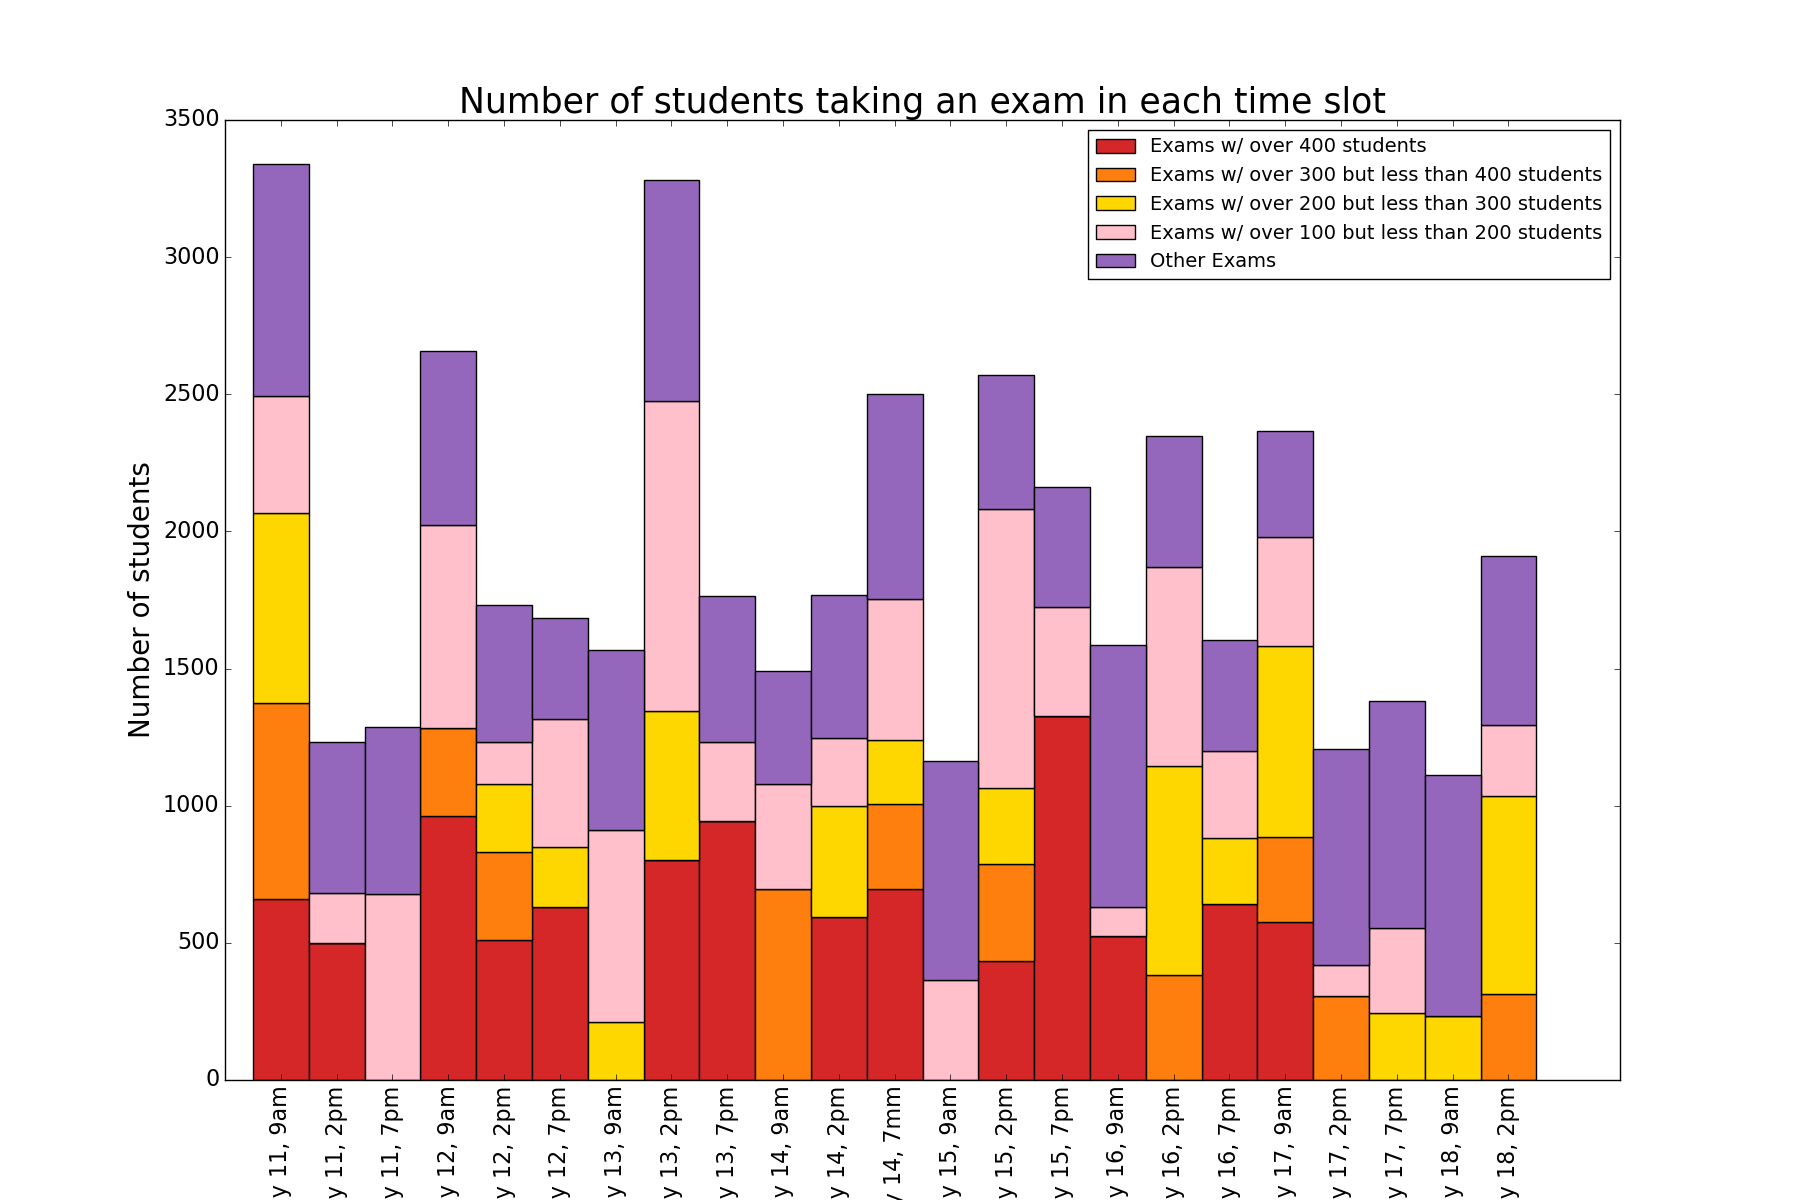 Number of students taking an exam in each time slot
Exams w/ over 400 students
Exams w/ over 300 but less than 400 students
Exams w/ over 200 but less than 300 students
Exams w/ over 100 but less than 200 students
Other Exams
Number of students
3500
3000
2500
2000
1500
1000
500
0
y 11, 9am
y 11, 2pm
y 11, 7pm
y 12, 9am
y 12, 2pm
y 12, 7pm
y 13, 9am
y 13, 2pm
y 13, 7pm
y 14, 9am
y 14, 2pm
y 14, 7mm
y 15, 9am
y 15, 2pm
y 15, 7pm
y 16, 9am
y 16, 2pm
y 16, 7pm
y 17, 9am
y 17, 2pm
y 17, 7pm
y 18, 9am
y 18, 2pm